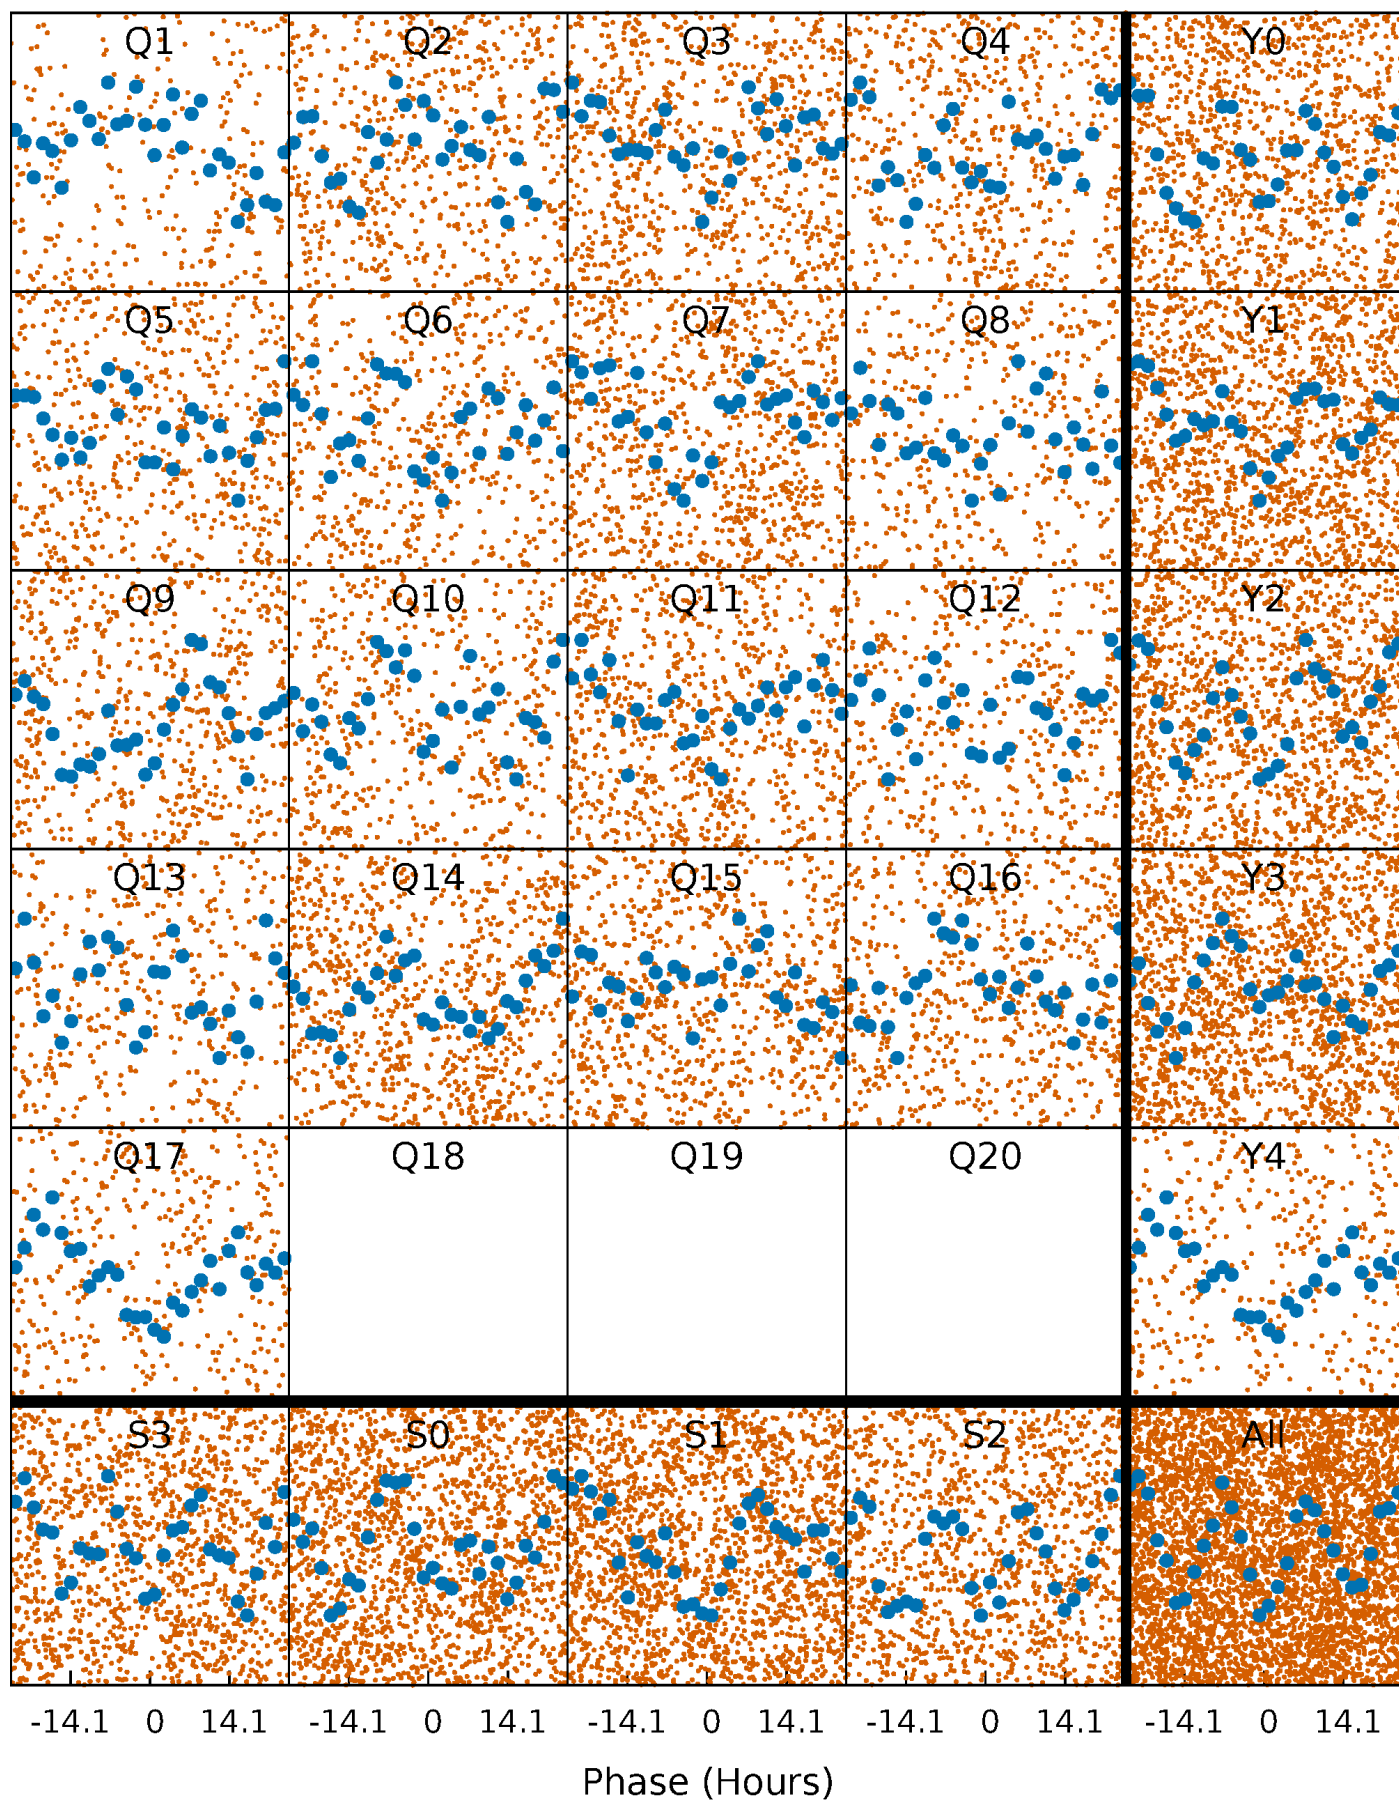 Q1 Q2 Q3 Q4 Y0
Q5 Q6 Q7 Q8 Y1
Q9 Q10 Q11 Q12 Y2
Q13 Q14 Q15 Q16 Y3
Q17 Q18 Q19 Q20 Y4
S3 S0 S1 S2 All
-14.1 0 14.1 -14.1 0 14.1 -14.1 0 14.1 -14.1 0 14.1 -14.1 0 14.1
Phase (Hours)